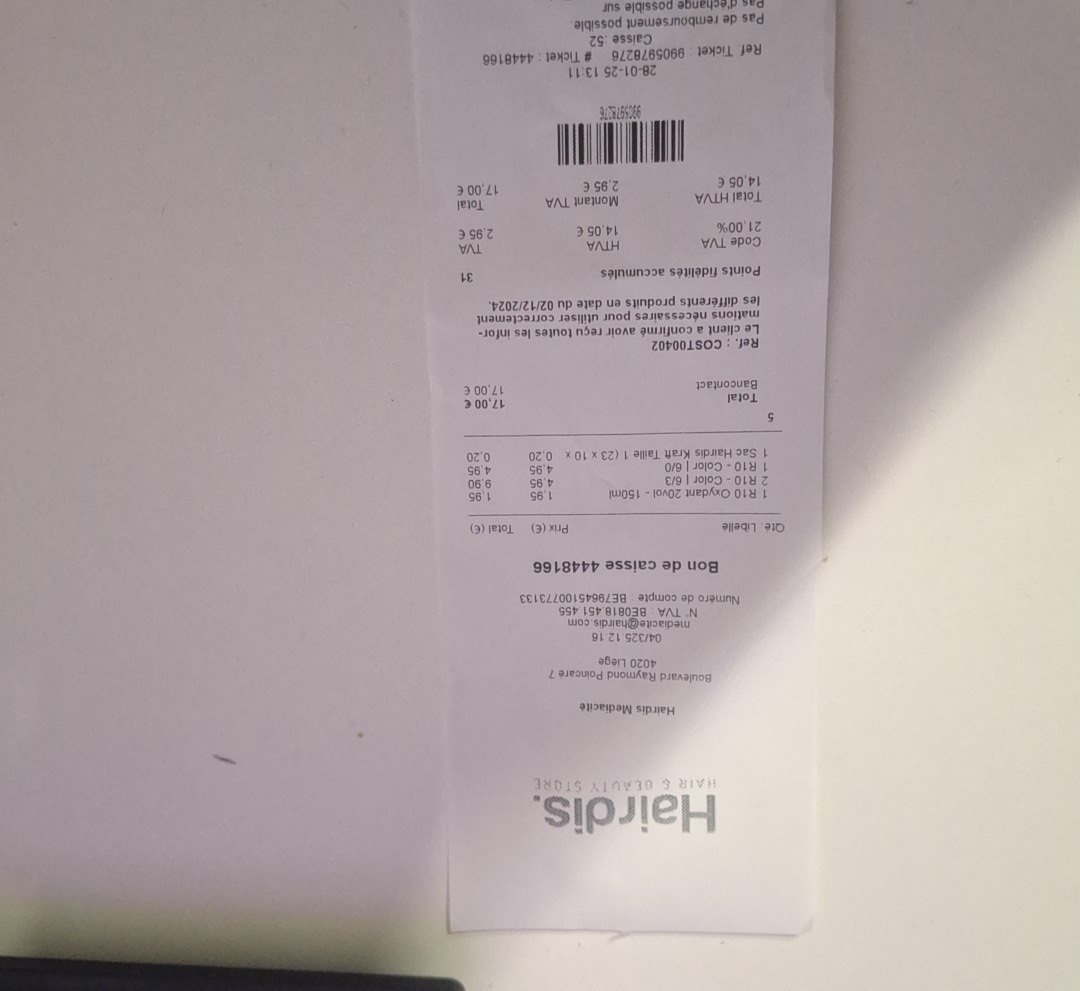 Hairdis.
HAIR & BEAUTY STORE
Hairdis Mediacité
Boulevard Raymond Poincaré 7
4020 Liège
04/325 12 18
mediacite@hairdis.com
N° TVA : BE0818.451.455
Numéro de compte : BE79645100773133
Bon de caisse 4448166
Qté. Libellé Prix (€) Total (€)
1 R10 Oxydant 20vol - 150ml 1,95 1,95
2 R10 - Color | 6/3 4,95 9,90
1 R10 - Color | 6/0 4,95 4,95
1 Sac Hairdis Kraft Taille 1 (23 x 10 x 0,20 0,20
5
Total 17,00 €
Bancontact 17,00 €
Ref. : COST00402
Le client a confirmé avoir reçu toutes les infor-
mations nécessaires pour utiliser correctement
les différents produits en date du 02/12/2024.
Points fidélités accumulés 31
Code TVA HTVA TVA
21,00% 14,05 € 2,95 €
Total HTVA Montant TVA Total
14,05 € 2,95 € 17,00 €
9905978276
28-01-25 13:11
Ref. Ticket : 9905978276 # Ticket : 4448166
Caisse :52
Pas de remboursement possible.
Pas d'échange possible sur